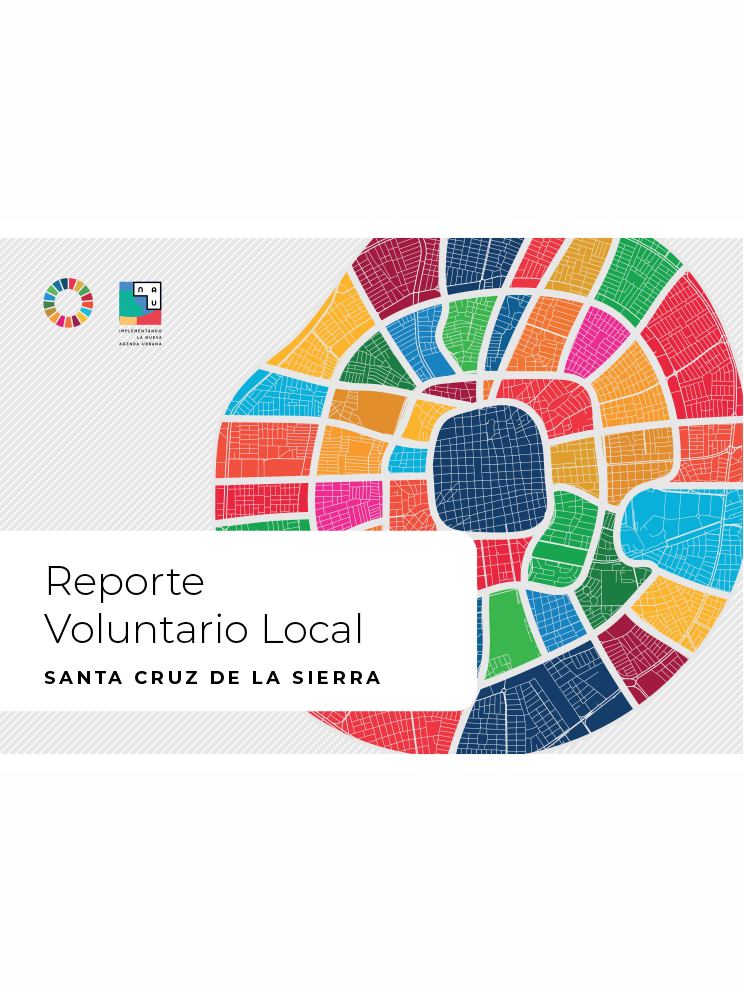 N A
U
IMPLEMENTANDO
LA NUEVA
AGENDA URBANA
Reporte
Voluntario Local
SANTA CRUZ DE LA SIERRA